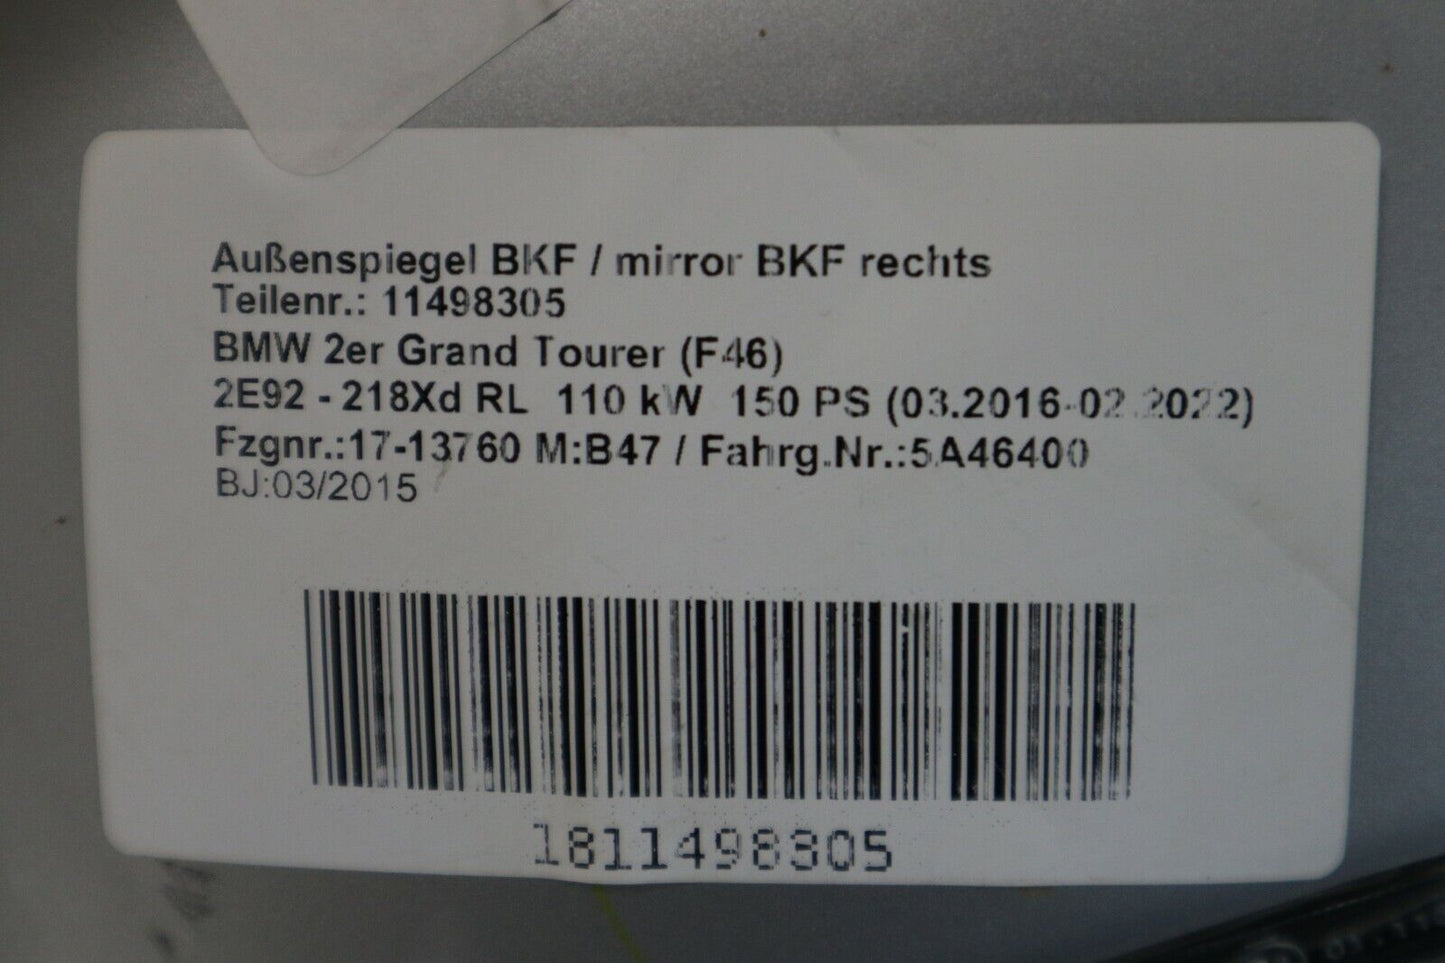 Außenspiegel BKF / mirror BKF rechts
Teilenr.: 11498305
BMW 2er Grand Tourer (F46)
2E92 - 218Xd RL 110 kW 150 PS (03.2016-02.2022)
Fzgnr.:17-13760 M:B47 / Fahrg.Nr.:5A46400
BJ:03/2015
1811498305